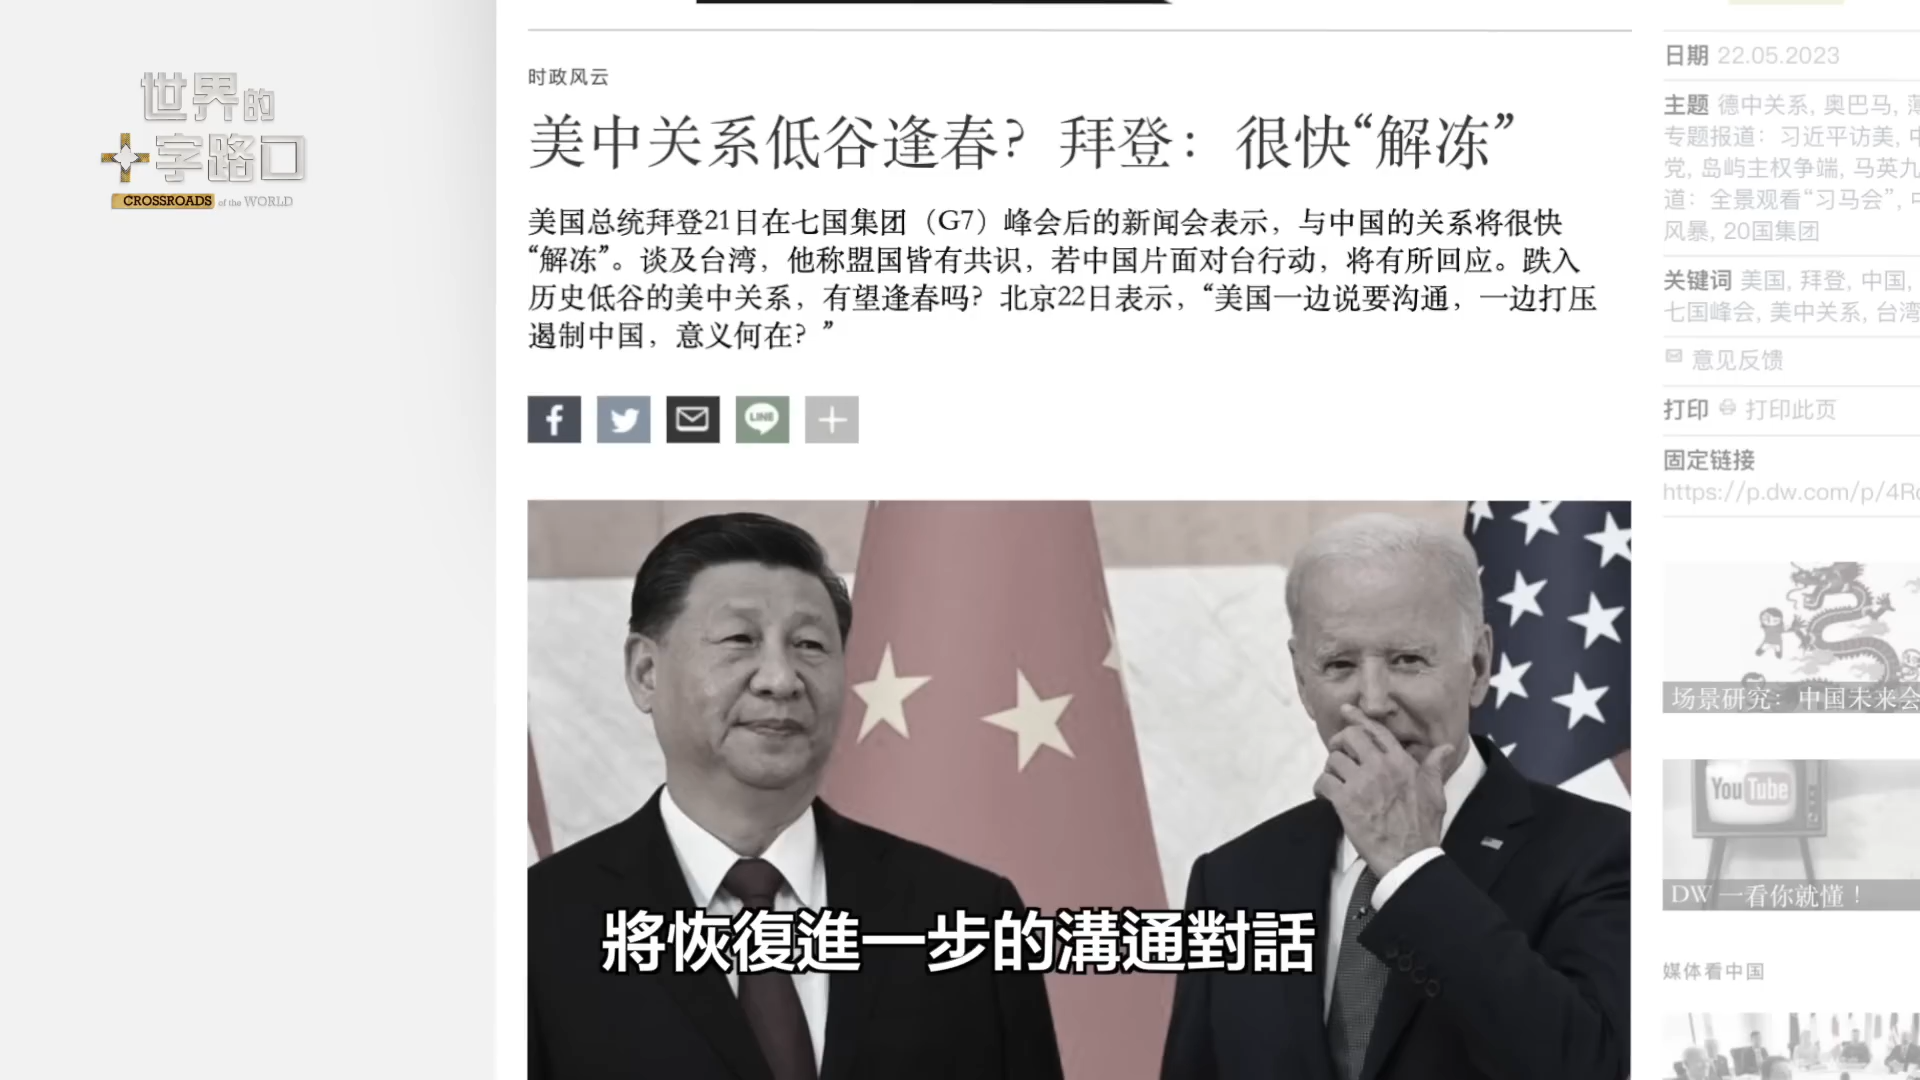 世界的
十字路口
CROSSROADS of the WORLD
时政风云
美中关系低谷逢春？拜登：很快“解冻”
美国总统拜登21日在七国集团（G7）峰会后的新闻会表示，与中国的关系将很快
“解冻”。谈及台湾，他称盟国皆有共识，若中国片面对台行动，将有所回应。跌入
历史低谷的美中关系，有望逢春吗？北京22日表示，“美国一边说要沟通，一边打压
遏制中国，意义何在？”
LINE
將恢復進一步的溝通對話
日期 22.05.2023
主题 德中关系, 奥巴马,
专题报道：习近平访美,
党, 岛屿主权争端, 马英九
道：全景观看“习马会”,
风暴, 20国集团
关键词 美国, 拜登, 中国,
七国峰会, 美中关系, 台湾
意见反馈
打印 打印此页
固定链接
https://p.dw.com/p/4R
场景研究：中国未来会
YouTube
DW 一看你就懂！
媒体看中国